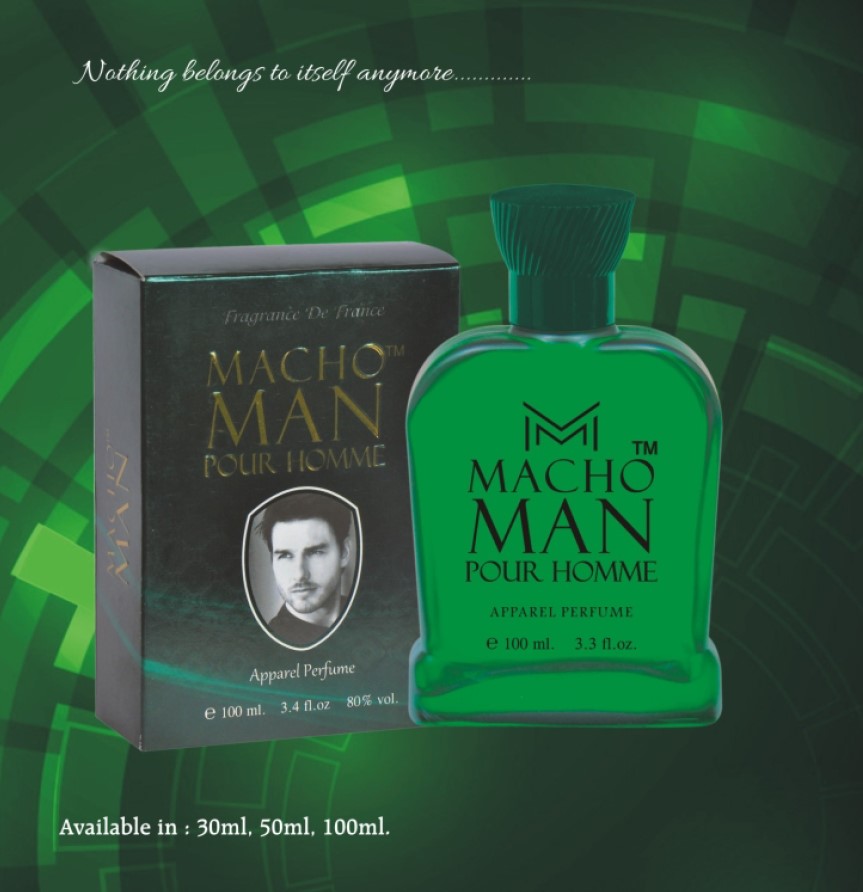 Nothing belongs to itself anymore.............
Fragrance De France
MACHO™
MAN
POUR HOMME
Apparel Perfume
℮ 100 ml. 3.4 fl.oz 80% vol.
M
MACHO™
MAN
POUR HOMME
APPAREL PERFUME
℮ 100 ml. 3.3 fl.oz.
Available in : 30ml, 50ml, 100ml.